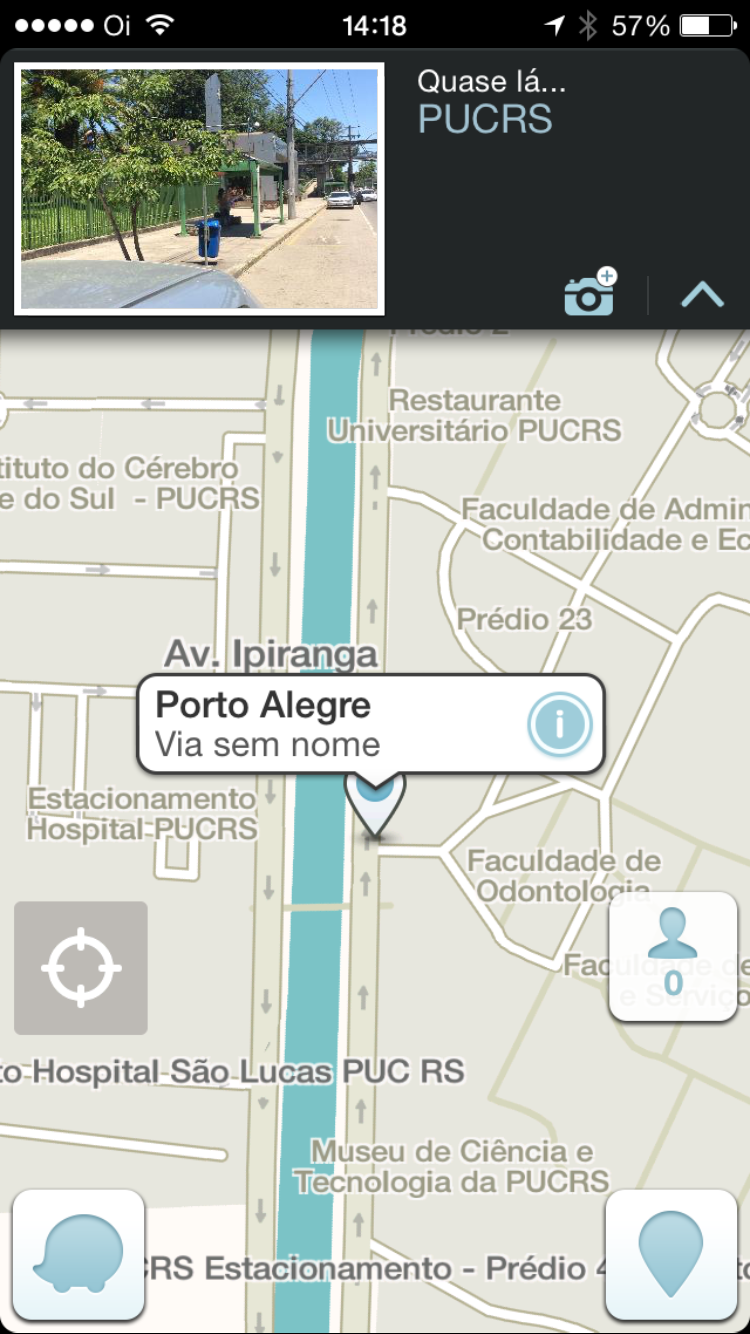 Oi
14:18
57%
Quase lá...
PUCRS
Prédio 2
Restaurante
Universitário PUCRS
tituto do Cérebro
e do Sul - PUCRS
Faculdade de Admin
Contabilidade e Ec
Prédio 23
Av. Ipiranga
Porto Alegre
Via sem nome
i
Estacionamento
Hospital PUCRS
Faculdade de
Odontologia
0
Faculdade de
e Serviço
to Hospital São Lucas PUC RS
Museu de Ciência e
Tecnologia da PUCRS
CRS Estacionamento - Prédio 4